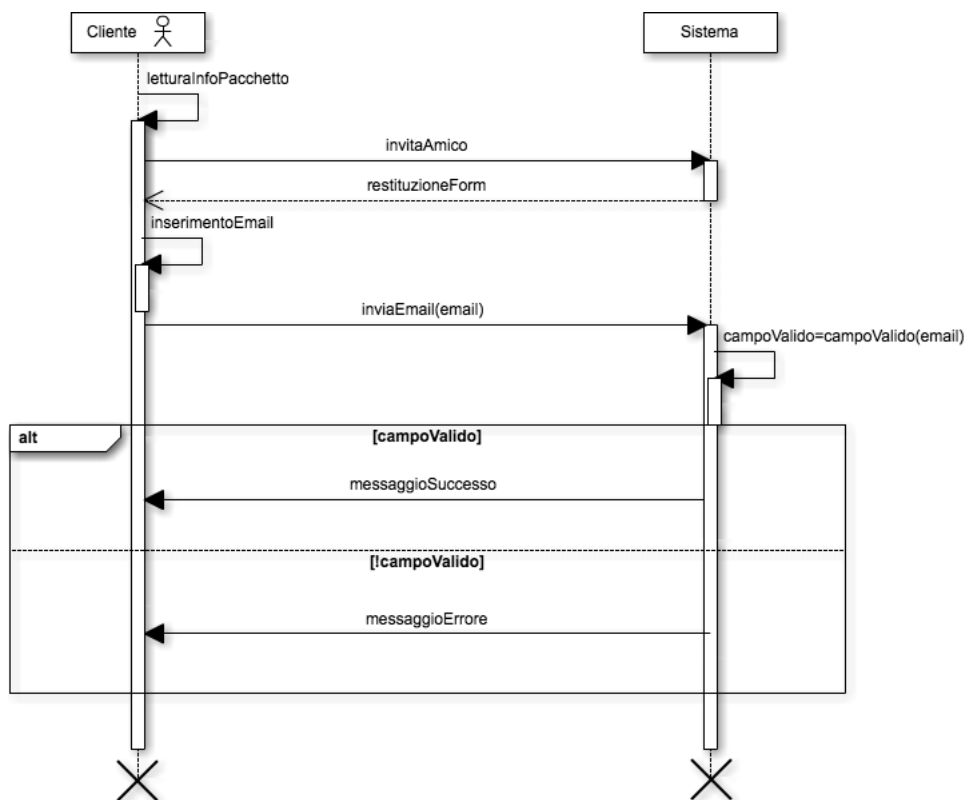 Cliente
Sistema
letturaInfoPacchetto
invitaAmico
restituzioneForm
inserimentoEmail
inviaEmail(email)
campoValido=campoValido(email)
alt
[campoValido]
messaggioSuccesso
[!campoValido]
messaggioErrore